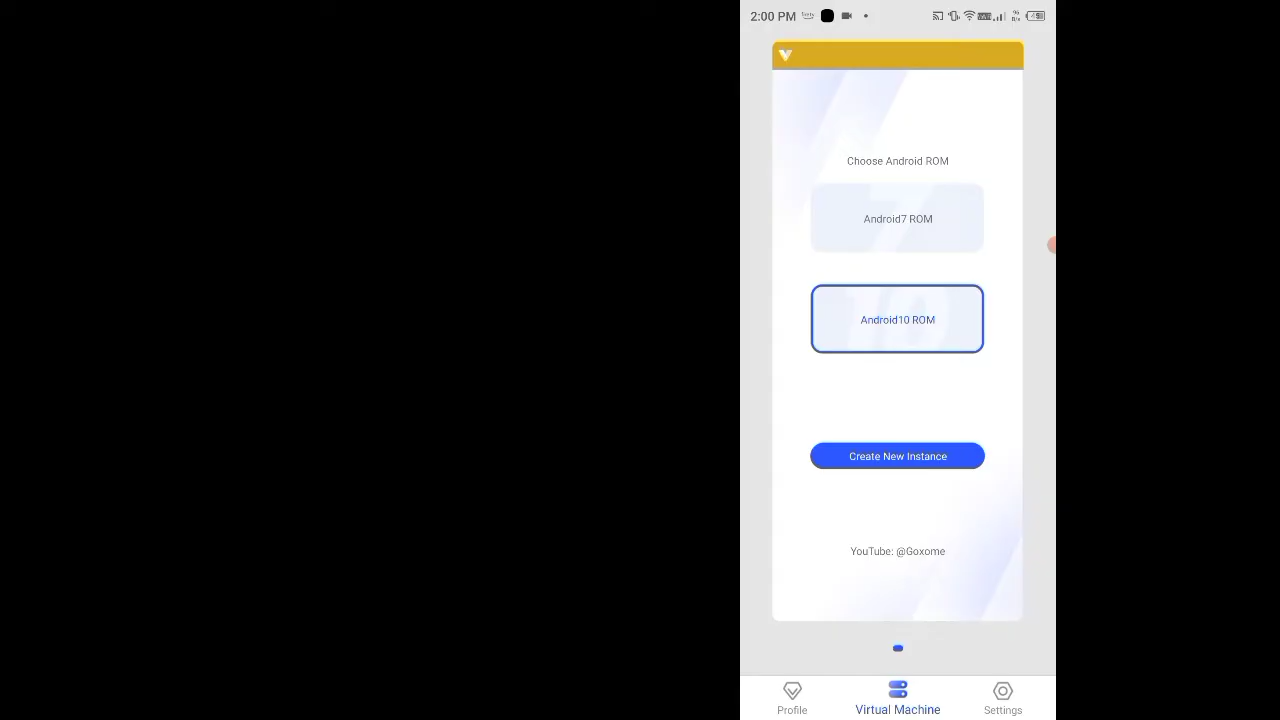 2:00 PM
Choose Android ROM
Android7 ROM
Android10 ROM
Create New Instance
YouTube: @Goxome
Profile
Virtual Machine
Settings